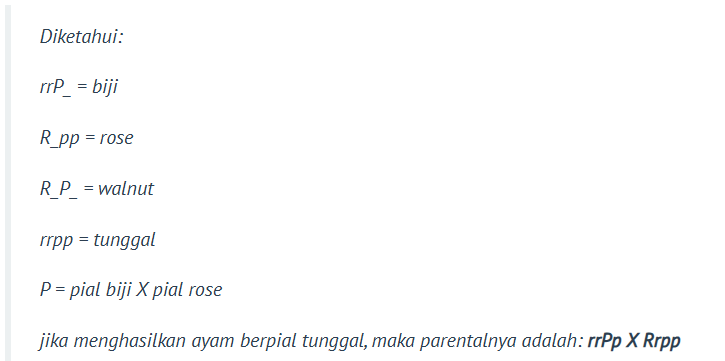 Diketahui:
rrP_ = biji
R_pp = rose
R_P_ = walnut
rrpp = tunggal
P = pial biji X pial rose
jika menghasilkan ayam berpial tunggal, maka parentalnya adalah: rrPp X Rrpp